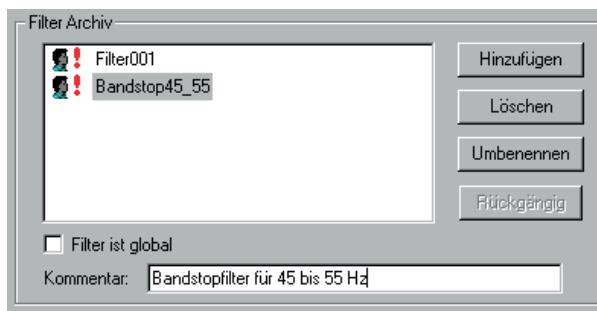 Filter Archiv
Filter001
Bandstop45_55
Hinzufügen
Löschen
Umbenennen
Rückgängig
Filter ist global
Kommentar: Bandstopfilter für 45 bis 55 Hz